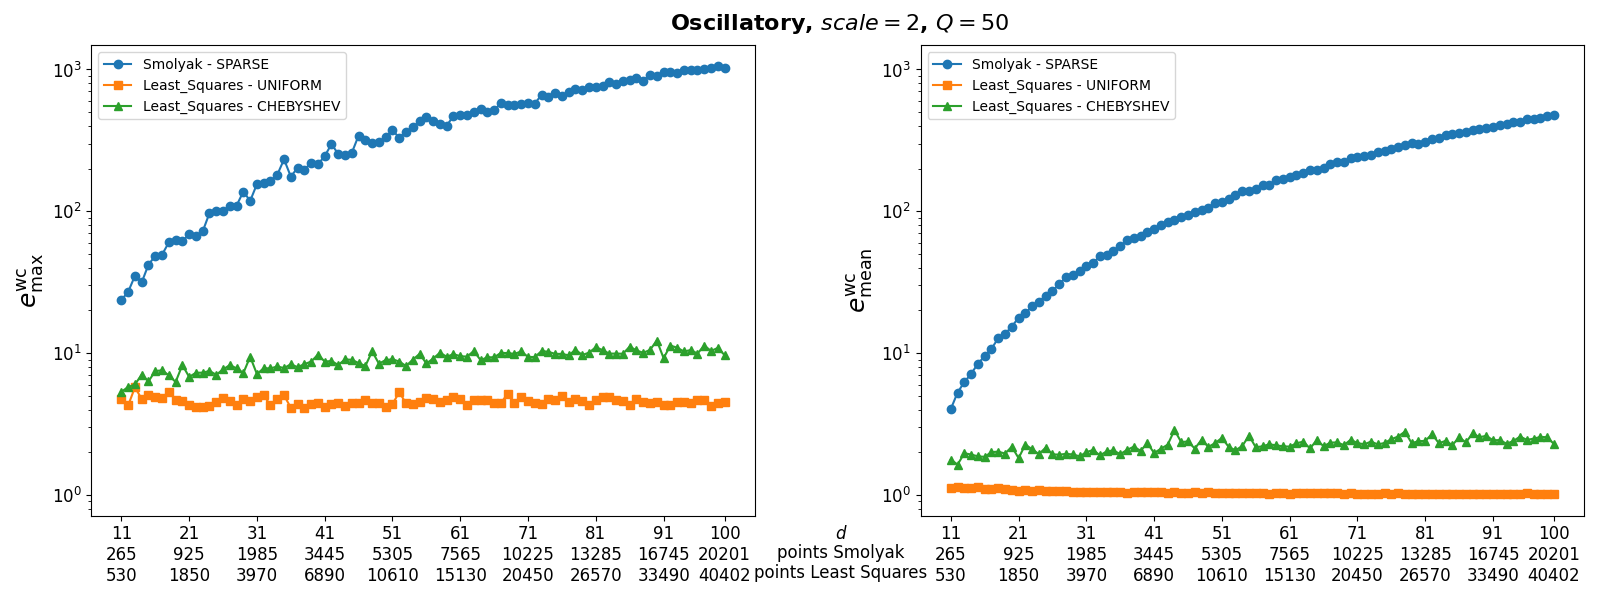 Oscillatory, scale = 2, Q = 50
Smolyak - SPARSE
Least_Squares - UNIFORM
Least_Squares - CHEBYSHEV
10³
10²
10¹
10⁰
e^wc_max
11 21 31 41 51 61 71 81 91 100
265 925 1985 3445 5305 7565 10225 13285 16745 20201
530 1850 3970 6890 10610 15130 20450 26570 33490 40402
d
points Smolyak
points Least Squares
Smolyak - SPARSE
Least_Squares - UNIFORM
Least_Squares - CHEBYSHEV
10³
10²
10¹
10⁰
e^wc_mean
11 21 31 41 51 61 71 81 91 100
265 925 1985 3445 5305 7565 10225 13285 16745 20201
530 1850 3970 6890 10610 15130 20450 26570 33490 40402